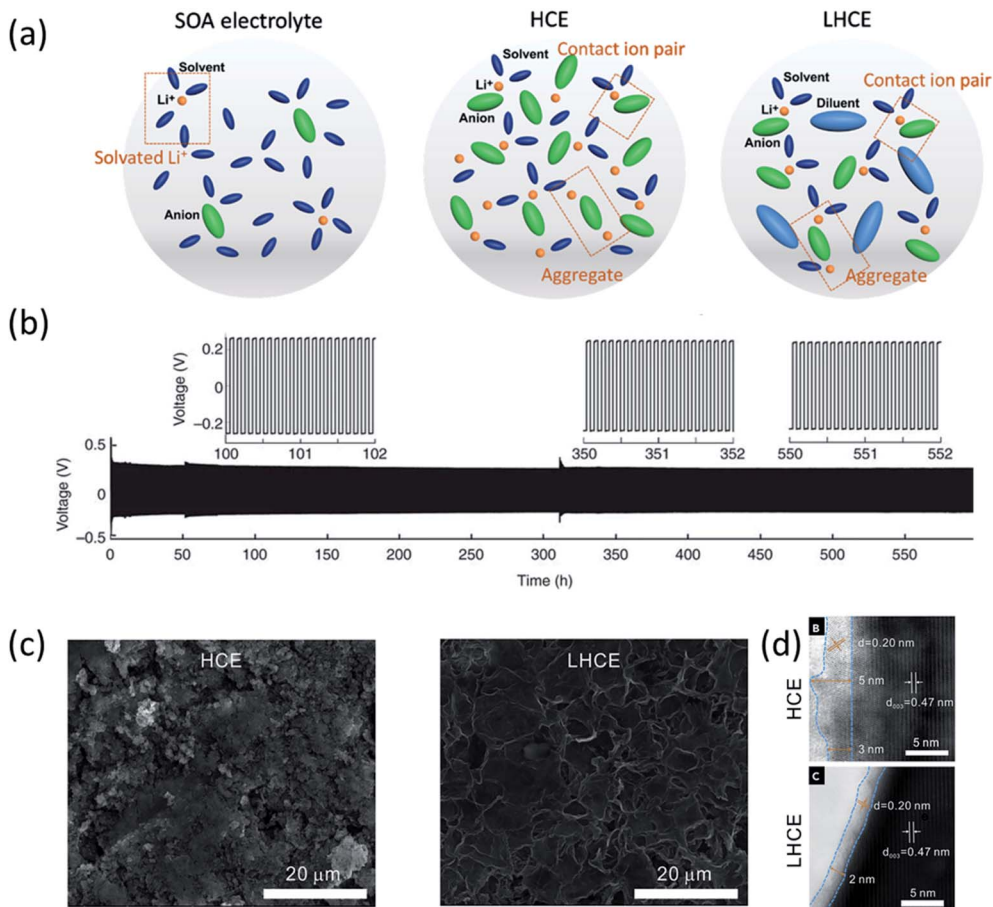 (a)
SOA electrolyte
Solvent
Li⁺
Solvated Li⁺
Anion
HCE
Contact ion pair
Solvent
Li⁺
Anion
Aggregate
LHCE
Contact ion pair
Solvent
Li⁺
Diluent
Anion
Aggregate
(b)
Voltage (V)
0.2
0
−0.2
100 101 102
350 351 352
550 551 552
Voltage (V)
0.5
0
−0.5
0 50 100 150 200 250 300 350 400 450 500 550
Time (h)
(c)
HCE
20 μm
LHCE
20 μm
(d)
HCE
B
d=0.20 nm
5 nm
d₀₀₃=0.47 nm
3 nm
5 nm
LHCE
C
d=0.20 nm
d₀₀₃=0.47 nm
2 nm
5 nm